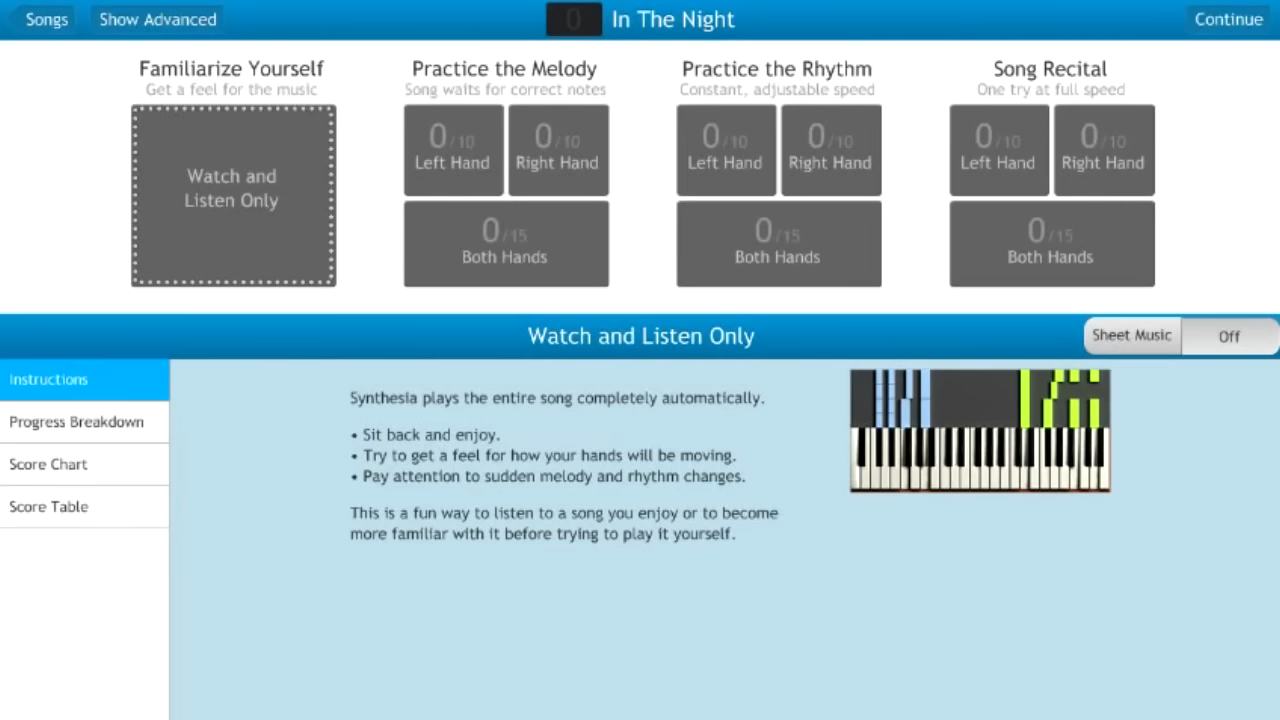 Songs
Show Advanced
0
In The Night
Continue
Familiarize Yourself
Get a feel for the music
Watch and
Listen Only
Practice the Melody
Song waits for correct notes
0/10
Left Hand
0/10
Right Hand
0/15
Both Hands
Practice the Rhythm
Constant, adjustable speed
0/10
Left Hand
0/10
Right Hand
0/15
Both Hands
Song Recital
One try at full speed
0/10
Left Hand
0/10
Right Hand
0/15
Both Hands
Watch and Listen Only
Sheet Music
Off
Instructions
Progress Breakdown
Score Chart
Score Table
Synthesia plays the entire song completely automatically.
• Sit back and enjoy.
• Try to get a feel for how your hands will be moving.
• Pay attention to sudden melody and rhythm changes.
This is a fun way to listen to a song you enjoy or to become
more familiar with it before trying to play it yourself.